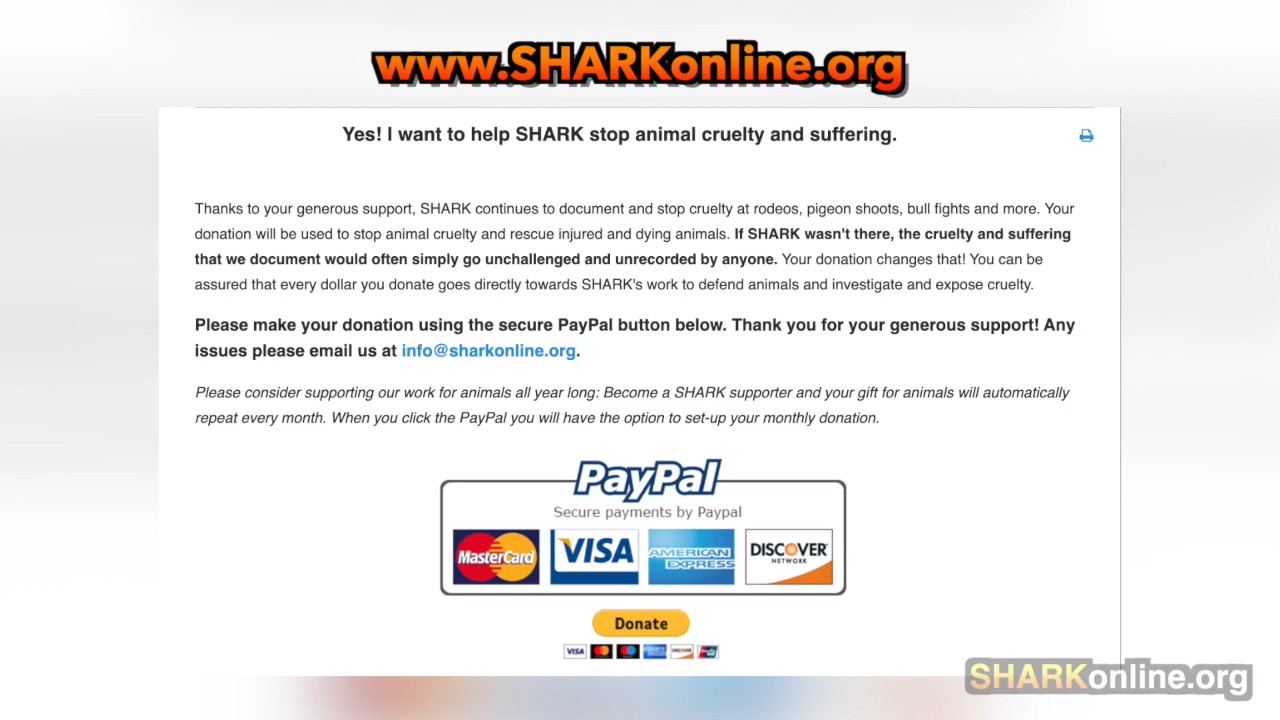 www.SHARKonline.org
Yes! I want to help SHARK stop animal cruelty and suffering.
Thanks to your generous support, SHARK continues to document and stop cruelty at rodeos, pigeon shoots, bull fights and more. Your
donation will be used to stop animal cruelty and rescue injured and dying animals. If SHARK wasn't there, the cruelty and suffering
that we document would often simply go unchallenged and unrecorded by anyone. Your donation changes that! You can be
assured that every dollar you donate goes directly towards SHARK's work to defend animals and investigate and expose cruelty.
Please make your donation using the secure PayPal button below. Thank you for your generous support! Any
issues please email us at info@sharkonline.org.
Please consider supporting our work for animals all year long: Become a SHARK supporter and your gift for animals will automatically
repeat every month. When you click the PayPal you will have the option to set-up your monthly donation.
PayPal
Secure payments by Paypal
MasterCard VISA AMERICAN EXPRESS DISCOVER NETWORK
Donate
VISA
SHARKonline.org